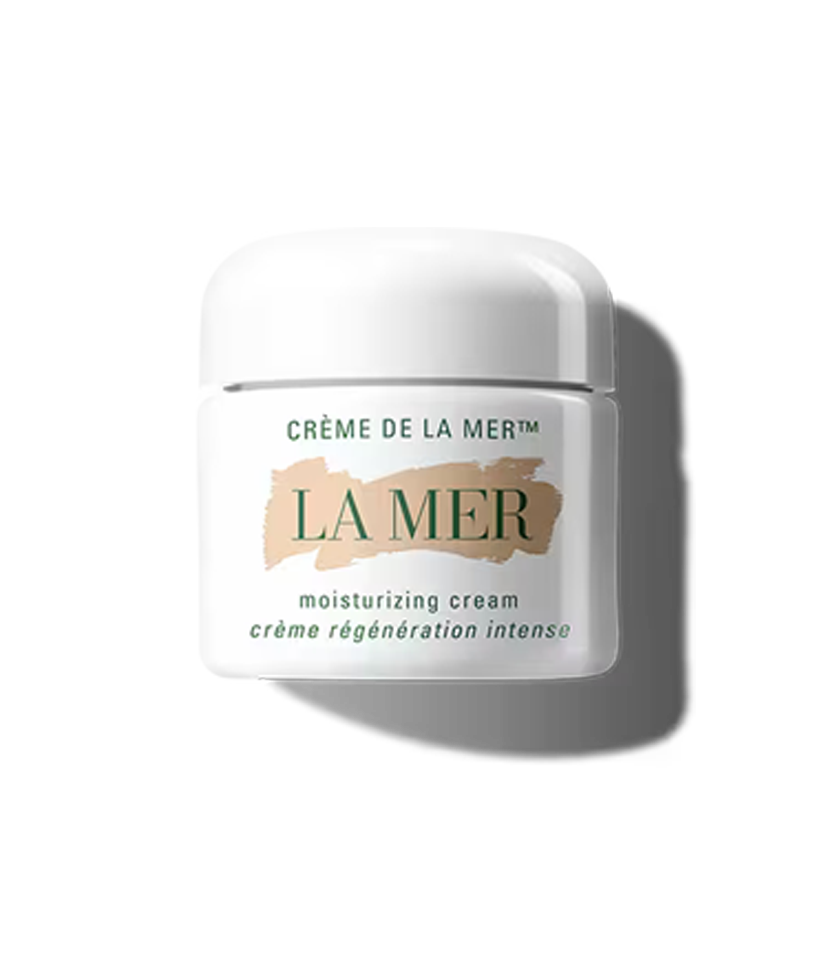 CRÈME DE LA MER™
LA MER
moisturizing cream
crème régénération intense